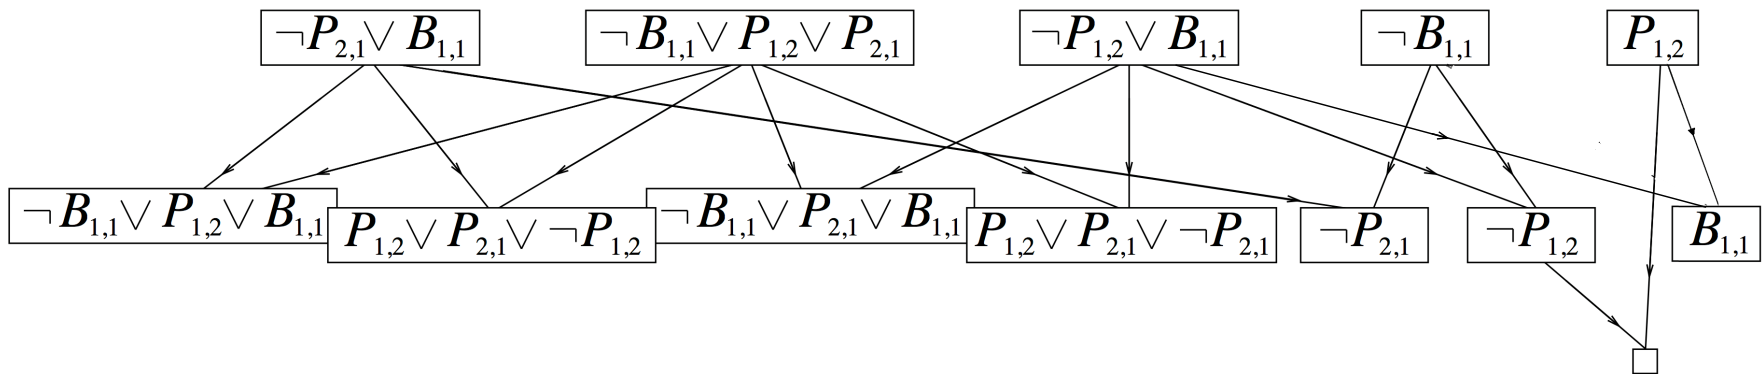 ¬P2,1 ∨ B1,1
¬B1,1 ∨ P1,2 ∨ P2,1
¬P1,2 ∨ B1,1
¬B1,1
P1,2
¬B1,1 ∨ P1,2 ∨ B1,1
P1,2 ∨ P2,1 ∨ ¬P1,2
¬B1,1 ∨ P2,1 ∨ B1,1
P1,2 ∨ P2,1 ∨ ¬P2,1
¬P2,1
¬P1,2
B1,1